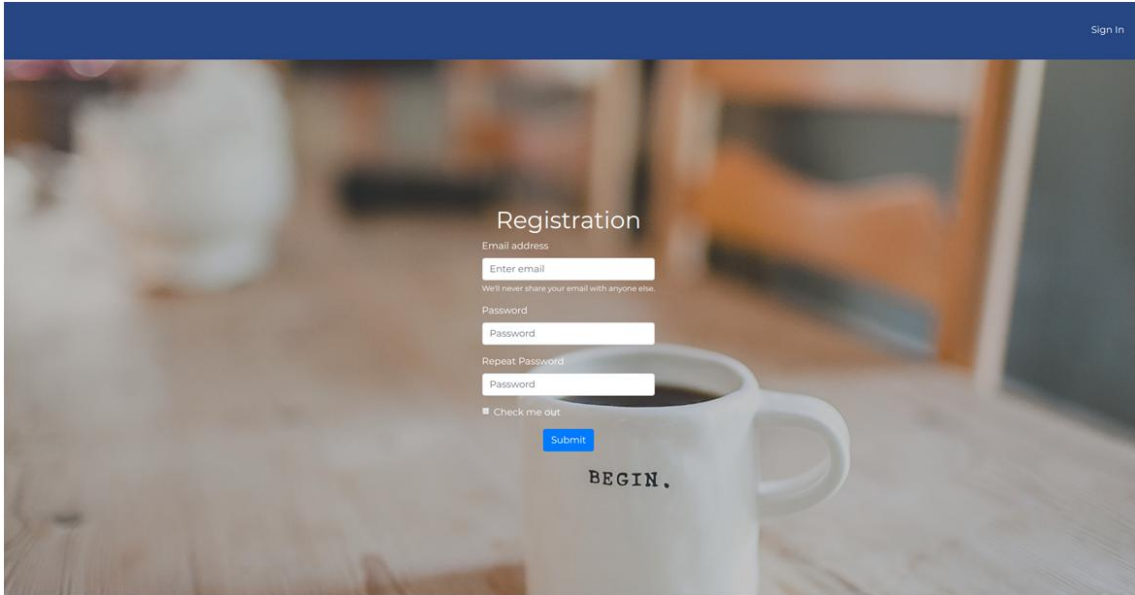 Sign In
Registration
Email address
Enter email
We'll never share your email with anyone else.
Password
Password
Repeat Password
Password
Check me out
Submit
BEGIN.